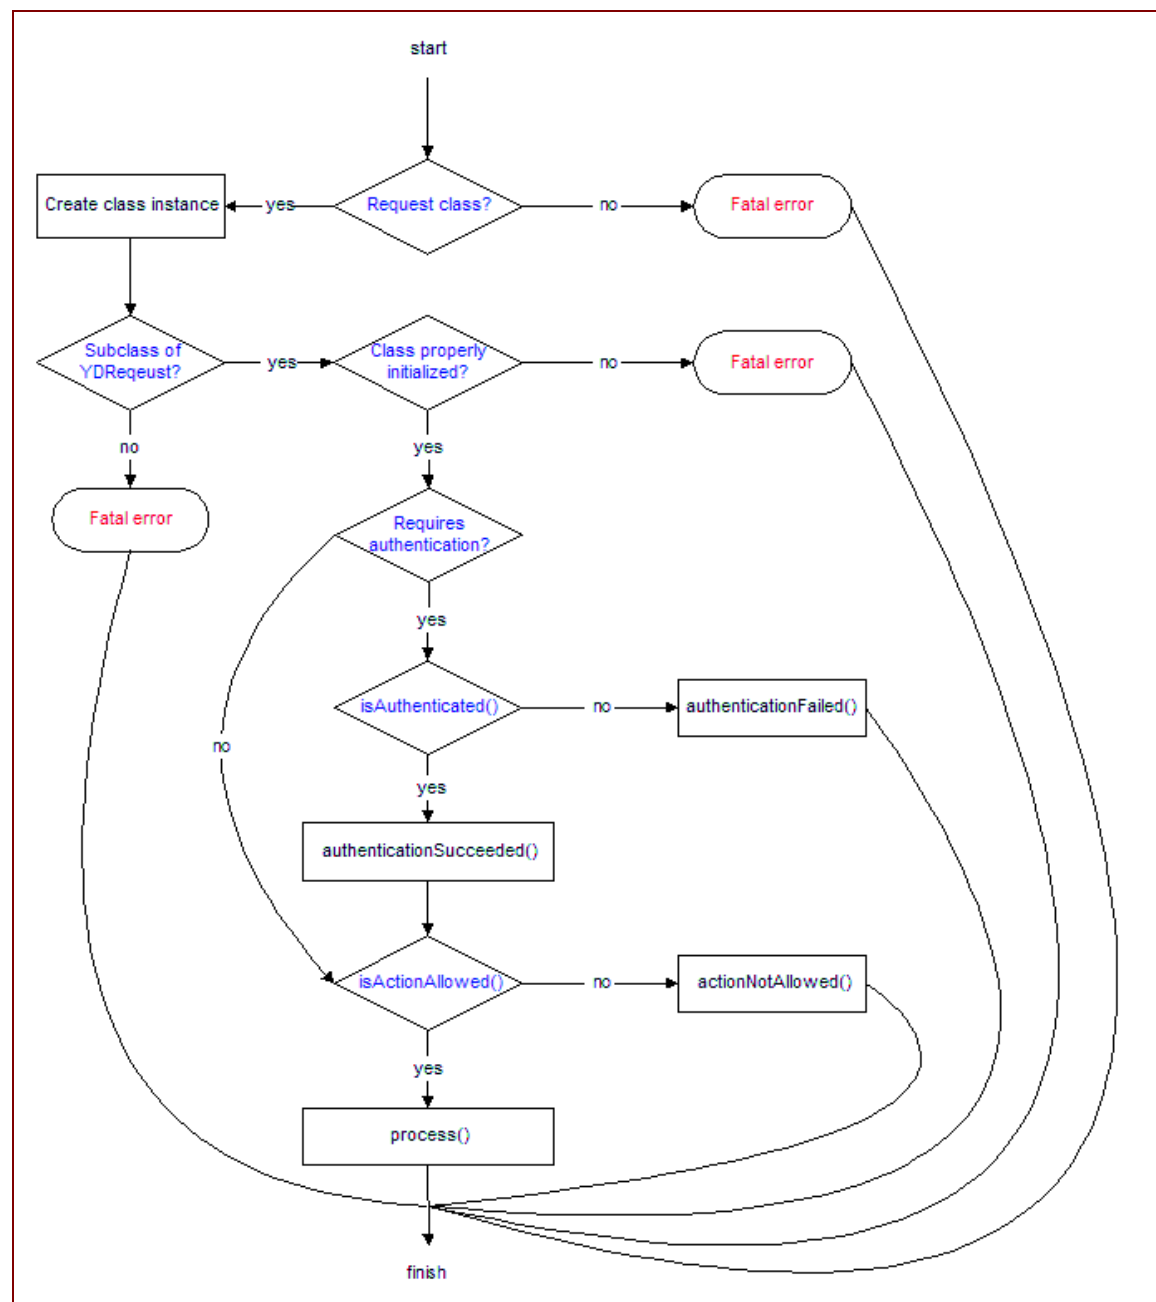 start
Create class instance
yes
Request class?
no
Fatal error
Subclass of
YDReqeust?
yes
Class properly
initialized?
no
Fatal error
no
yes
Fatal error
Requires
authentication?
yes
isAuthenticated()
no
authenticationFailed()
no
yes
authenticationSucceeded()
isActionAllowed()
no
actionNotAllowed()
yes
process()
finish